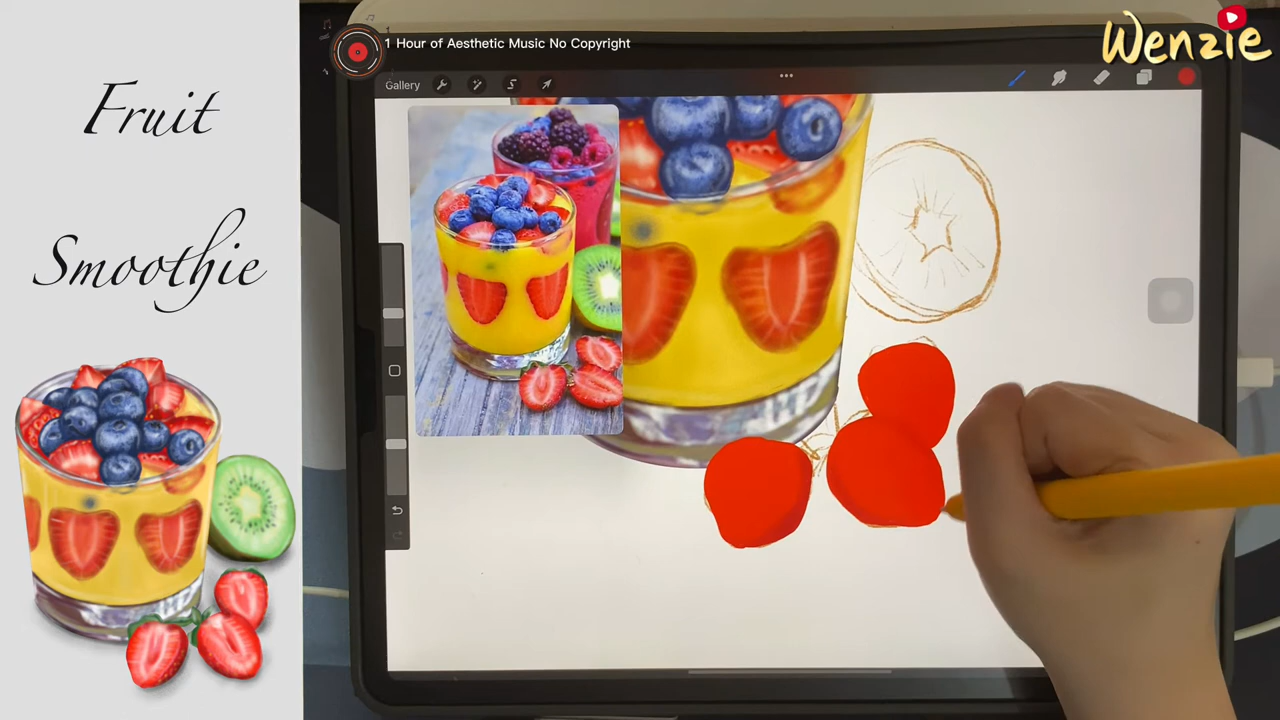 Fruit
Smoothie
1 Hour of Aesthetic Music No Copyright
Wenzie
Gallery